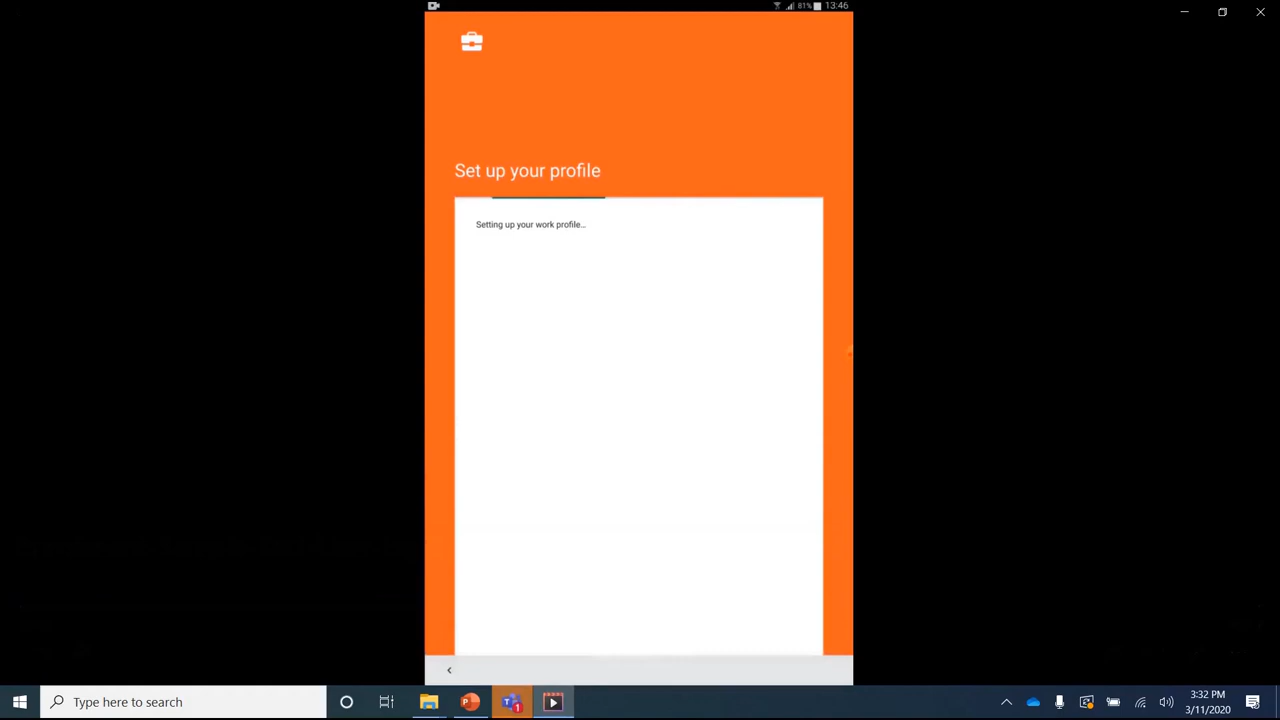 81% 13:46
Set up your profile
Setting up your work profile...
Type here to search
P
T 1
3:32 PM
3/11/2020